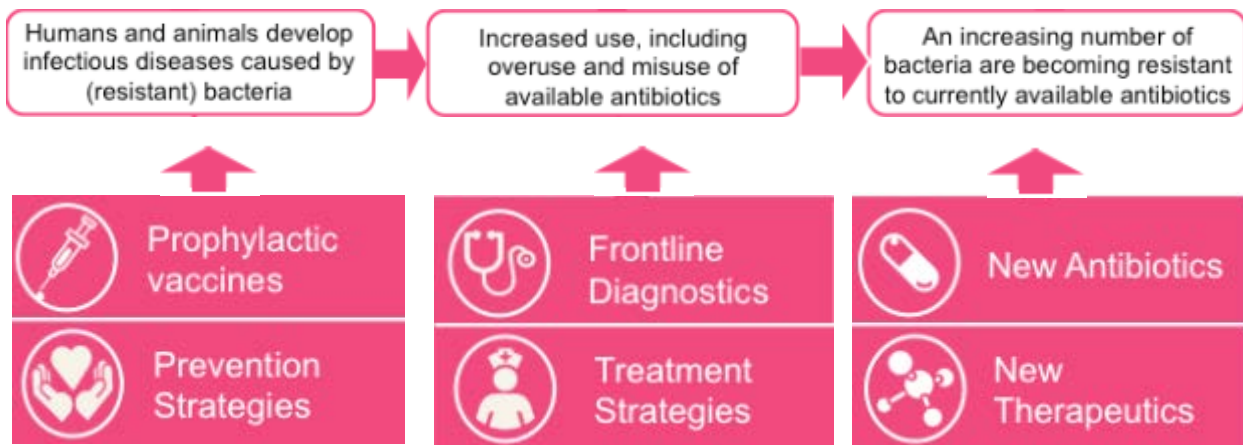 Humans and animals develop
infectious diseases caused by
(resistant) bacteria
Increased use, including
overuse and misuse of
available antibiotics
An increasing number of
bacteria are becoming resistant
to currently available antibiotics
Prophylactic
vaccines
Prevention
Strategies
Frontline
Diagnostics
Treatment
Strategies
New Antibiotics
New
Therapeutics